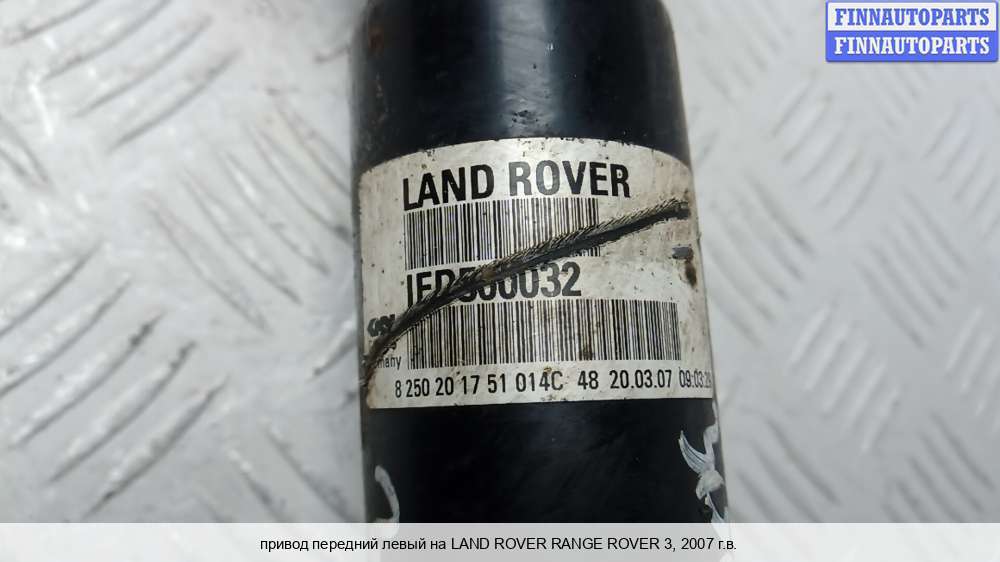 FINNAUTOPARTS
FINNAUTOPARTS
LAND ROVER
8 250 20 17 51 014C 48 20.03.07
привод передний левый на LAND ROVER RANGE ROVER 3, 2007 г.в.